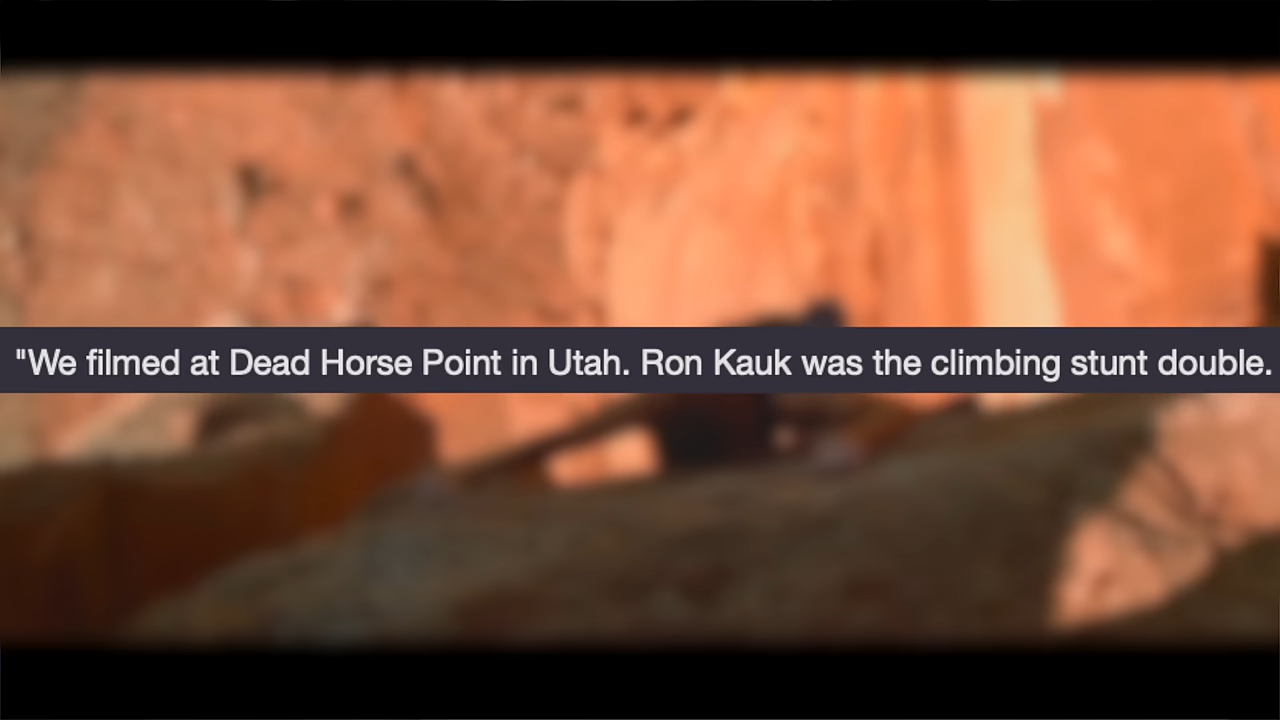 "We filmed at Dead Horse Point in Utah. Ron Kauk was the climbing stunt double.